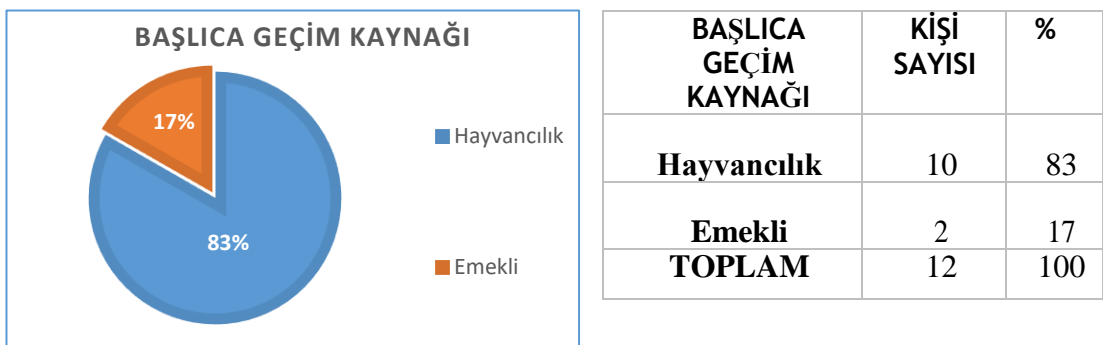 BAŞLICA GEÇİM KAYNAĞI
17%
83%
Hayvancılık
Emekli
BAŞLICA GEÇİM KAYNAĞI
KİŞİ SAYISI
%
Hayvancılık 10 83
Emekli 2 17
TOPLAM 12 100